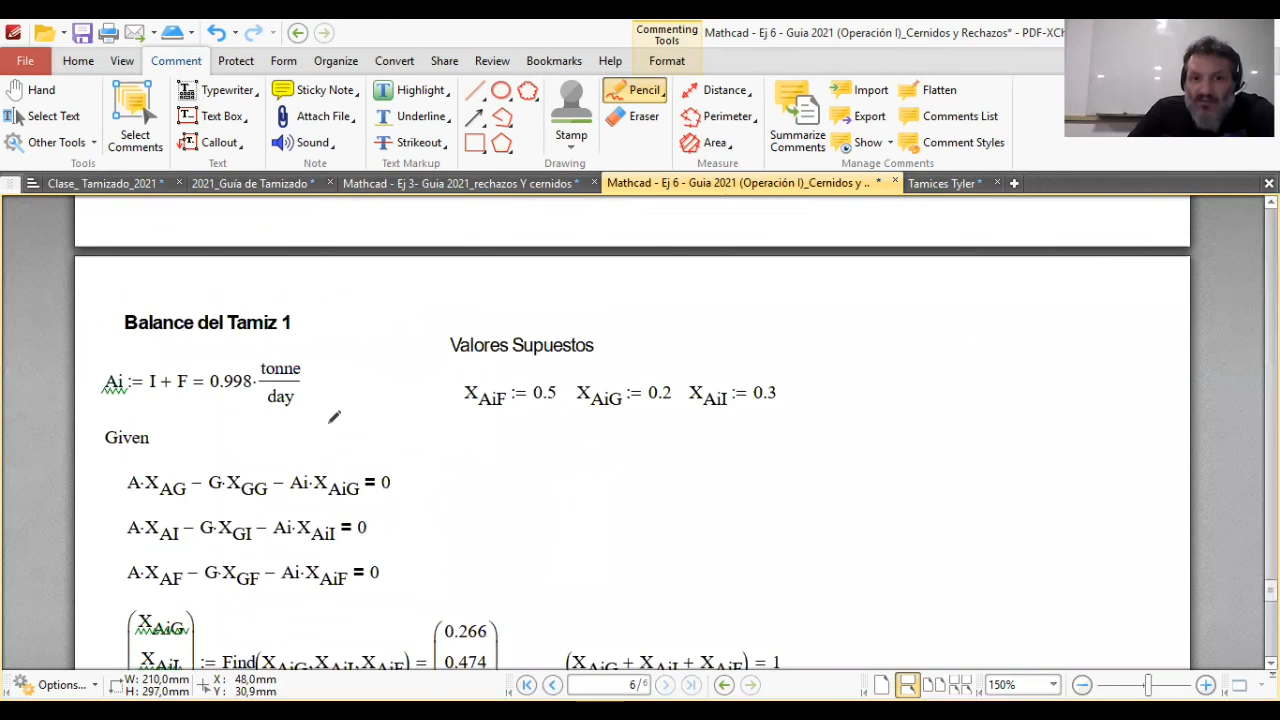 Commenting Tools
Mathcad - Ej 6 - Guia 2021 (Operación I)_Cernidos y Rechazos* - PDF-XCH
File Home View Comment Protect Form Organize Convert Share Review Bookmarks Help Format
Hand
Select Text
Other Tools
Tools
Select Comments
Typewriter
Text Box
Callout
Text
Sticky Note
Attach File
Sound
Note
Highlight
Underline
Strikeout
Text Markup
Stamp
Pencil
Eraser
Drawing
Distance
Perimeter
Area
Measure
Summarize Comments
Import
Export
Show
Flatten
Comments List
Comment Styles
Manage Comments
Clase_ Tamizado_2021 * × 2021_Guía de Tamizado * × Mathcad - Ej 3- Guia 2021_rechazos Y cernidos * × Mathcad - Ej 6 - Guia 2021 (Operación I)_Cernidos y .. * × Tamices Tyler * ×
Balance del Tamiz 1
Valores Supuestos
Ai := I + F = 0.998· tonne/day
X_AiF := 0.5 X_AiG := 0.2 X_AiI := 0.3
Given
A·X_AG − G·X_GG − Ai·X_AiG = 0
A·X_AI − G·X_GI − Ai·X_AiI = 0
A·X_AF − G·X_GF − Ai·X_AiF = 0
X_AiG 0.266
X_AiI := Find(X_AiG, X_AiI, X_AiF) = 0.474 (X_AiG + X_AiI + X_AiF) = 1
Options...
W: 210,0mm
H: 297,0mm
X: 48,0mm
Y: 30,9mm
6/6
150%